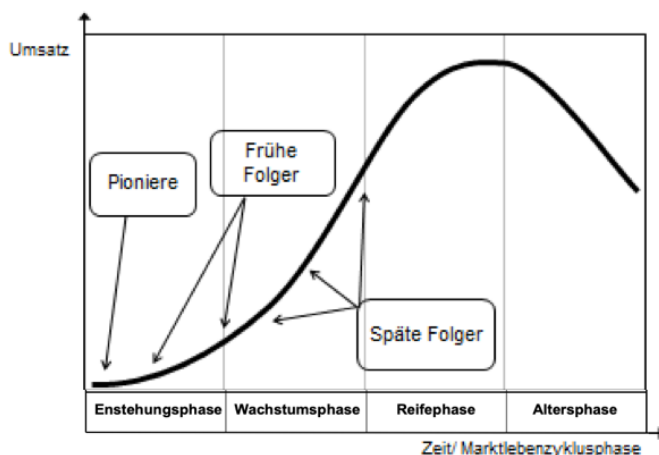 Umsatz
Pioniere
Frühe
Folger
Späte Folger
Enstehungsphase
Wachstumsphase
Reifephase
Altersphase
Zeit/ Marktlebenzyklusphase